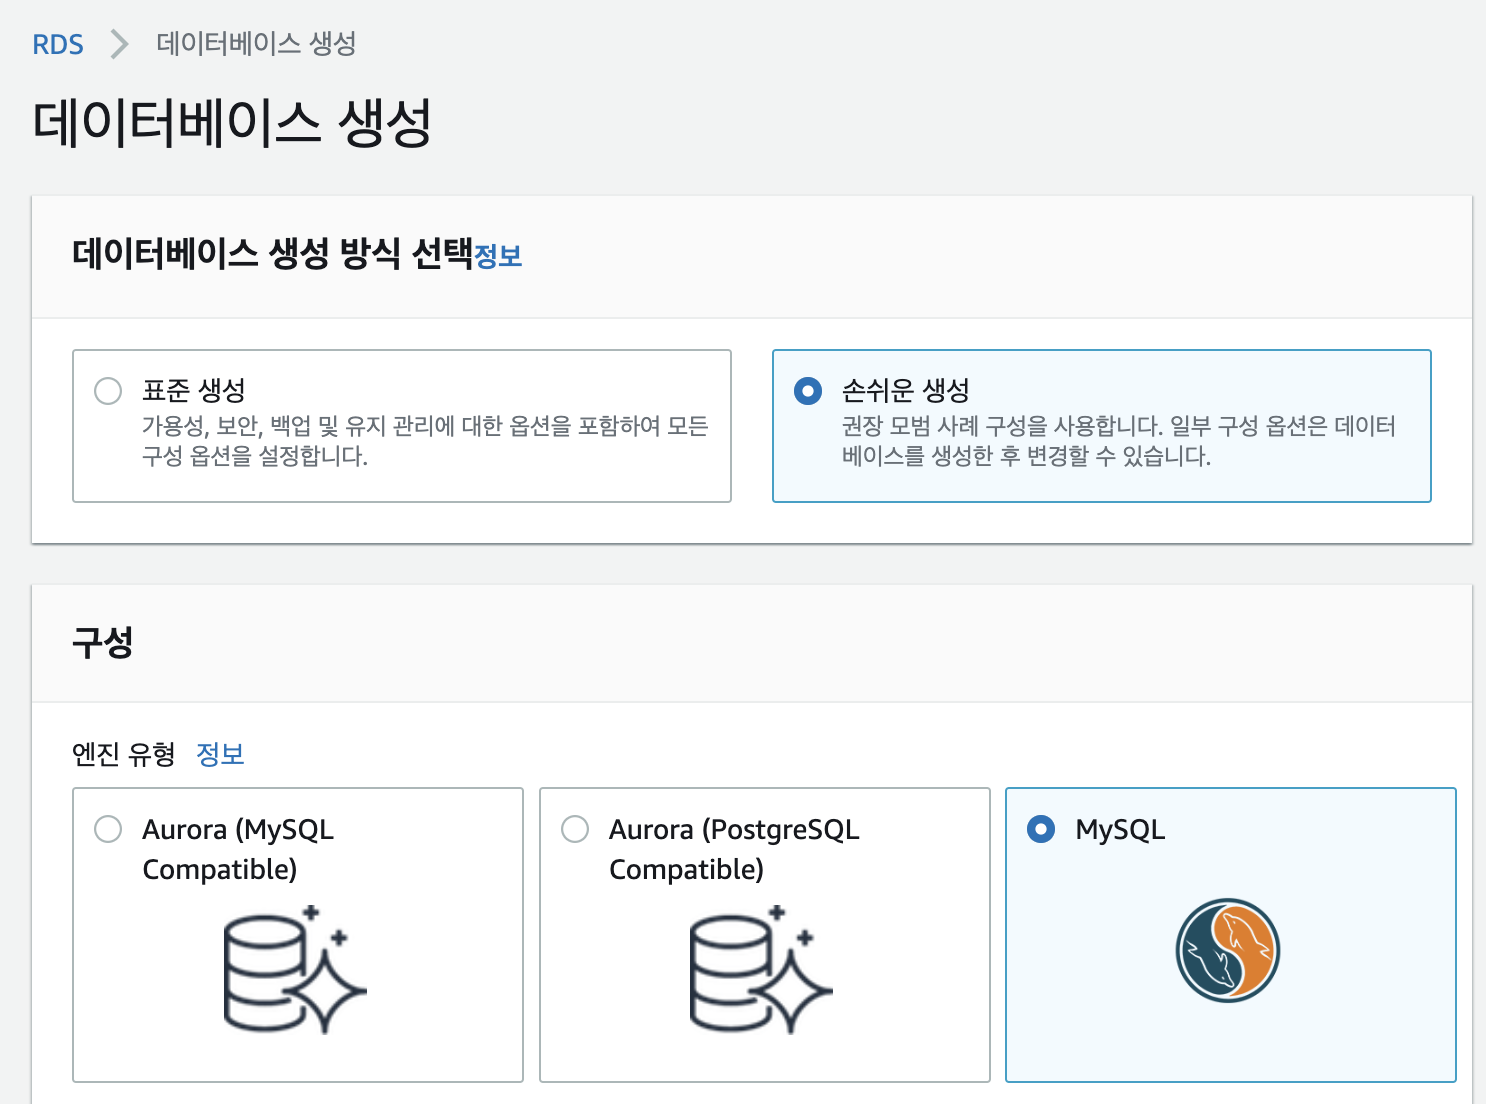 RDS > 데이터베이스 생성
데이터베이스 생성
데이터베이스 생성 방식 선택정보
표준 생성
가용성, 보안, 백업 및 유지 관리에 대한 옵션을 포함하여 모든
구성 옵션을 설정합니다.
손쉬운 생성
권장 모범 사례 구성을 사용합니다. 일부 구성 옵션은 데이터
베이스를 생성한 후 변경할 수 있습니다.
구성
엔진 유형 정보
Aurora (MySQL
Compatible)
Aurora (PostgreSQL
Compatible)
MySQL